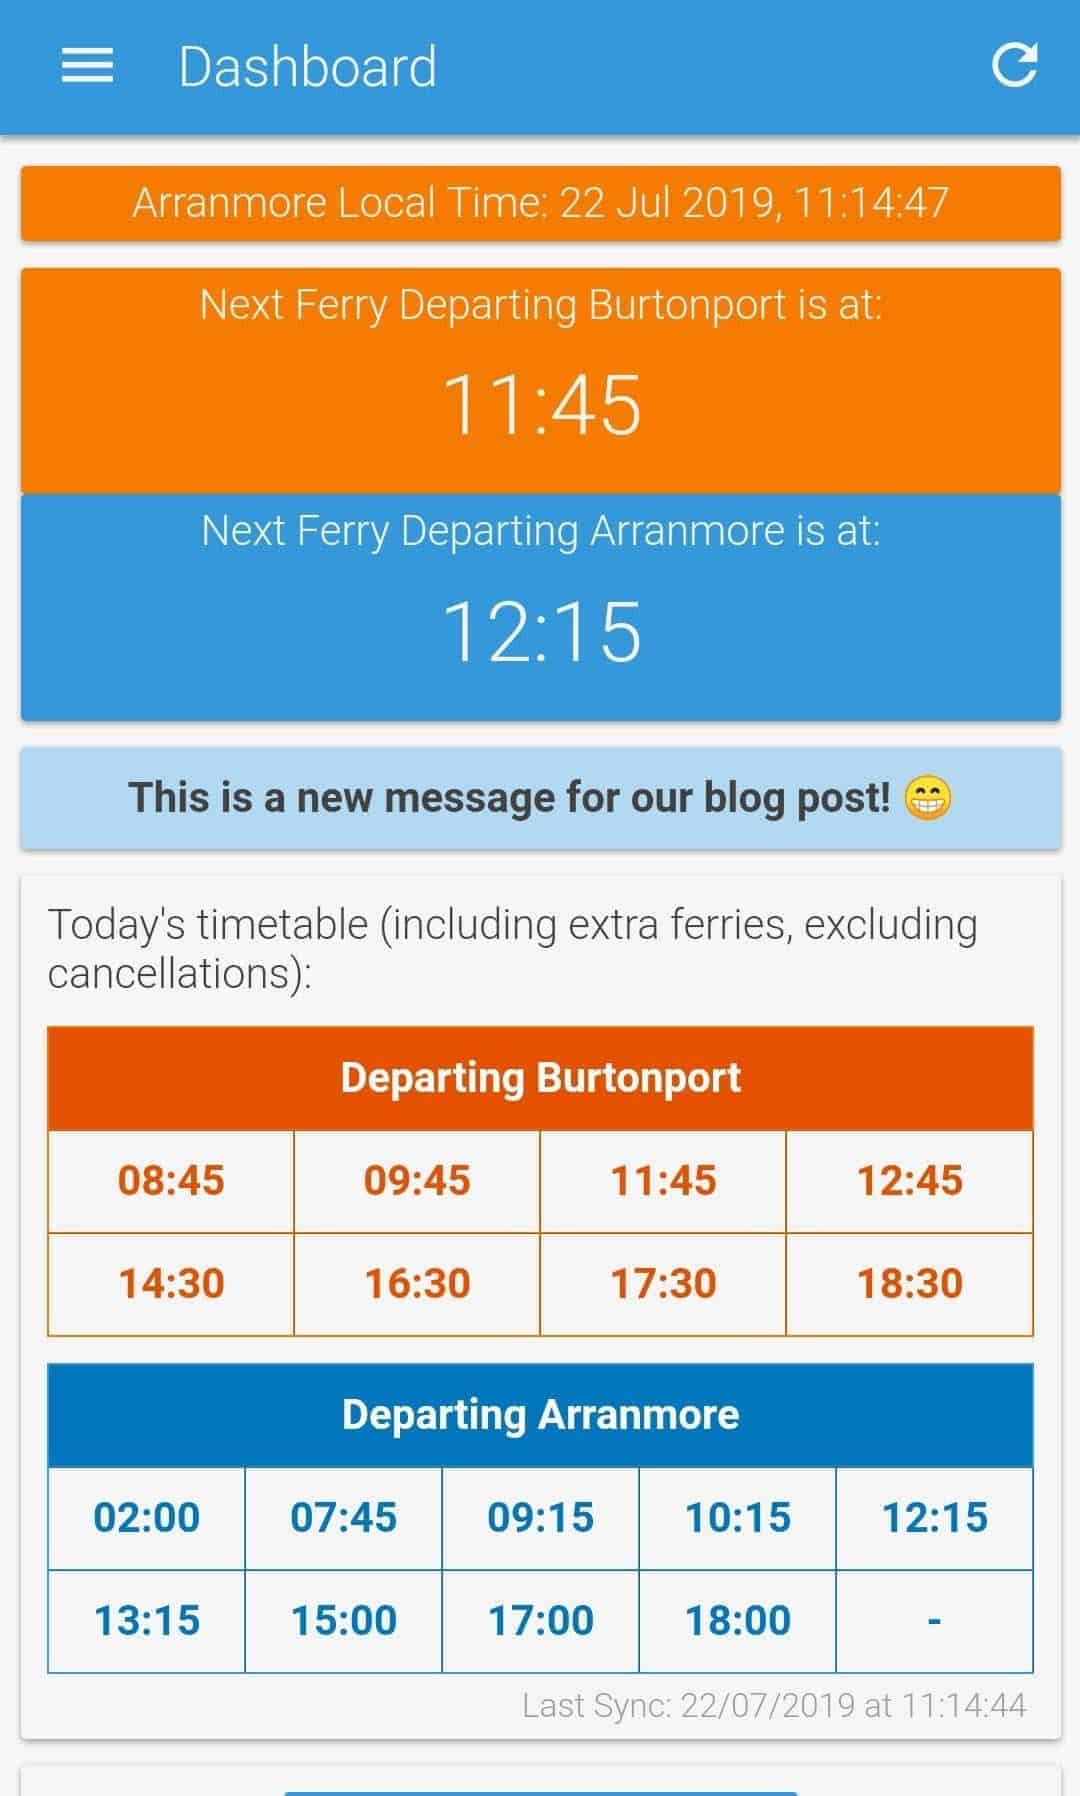 Dashboard
Arranmore Local Time: 22 Jul 2019, 11:14:47
Next Ferry Departing Burtonport is at:
11:45
Next Ferry Departing Arranmore is at:
12:15
This is a new message for our blog post! 😁
Today's timetable (including extra ferries, excluding
cancellations):
Departing Burtonport
08:45 09:45 11:45 12:45
14:30 16:30 17:30 18:30
Departing Arranmore
02:00 07:45 09:15 10:15 12:15
13:15 15:00 17:00 18:00 -
Last Sync: 22/07/2019 at 11:14:44